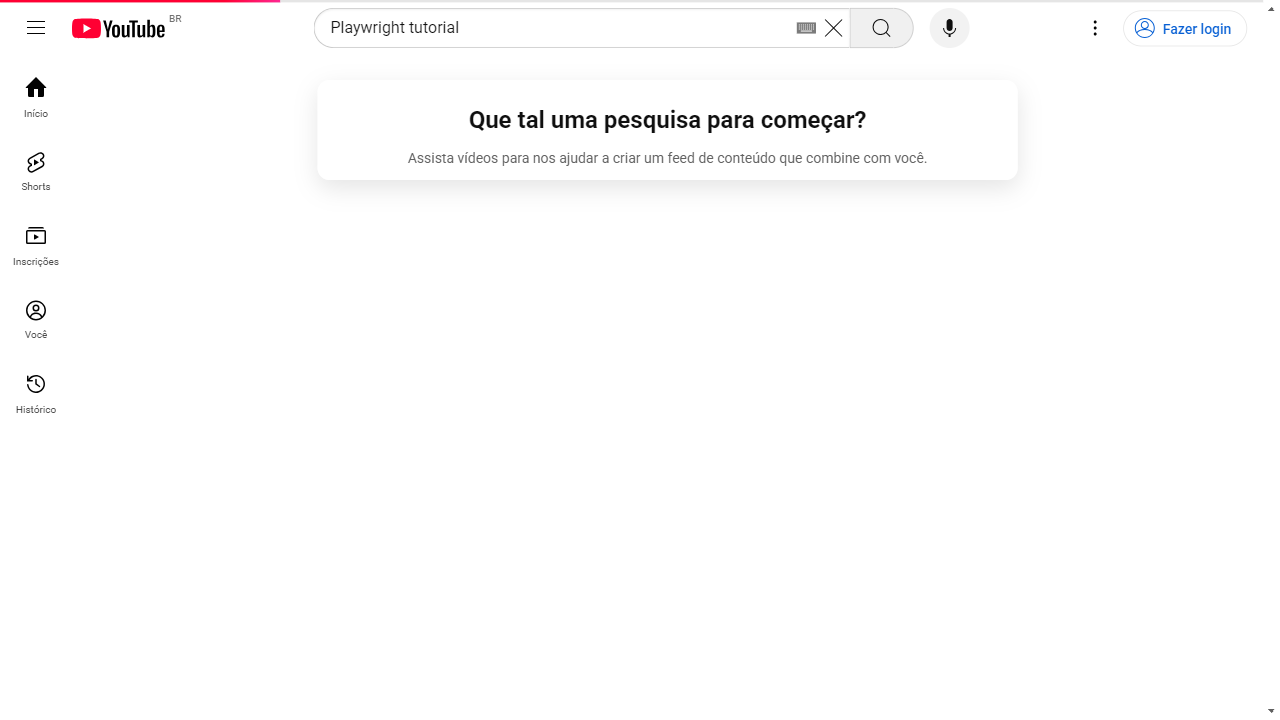 YouTube BR
Playwright tutorial
Fazer login
Início
Shorts
Inscrições
Você
Histórico
Que tal uma pesquisa para começar?
Assista vídeos para nos ajudar a criar um feed de conteúdo que combine com você.